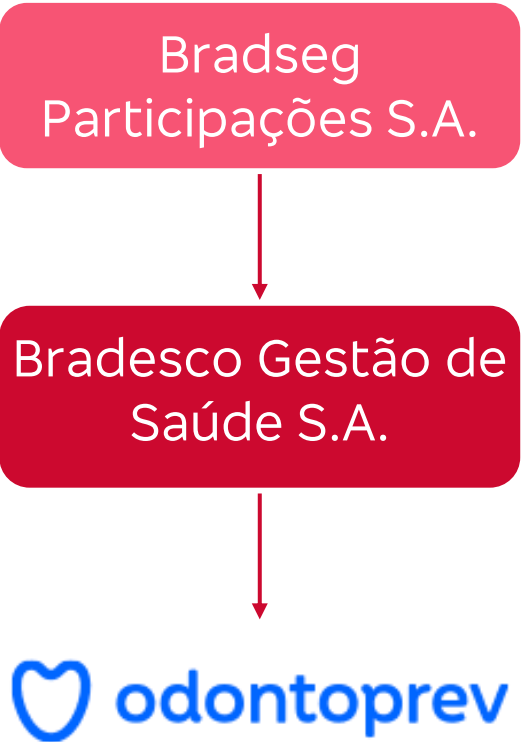 Bradseg
Participações S.A.
Bradesco Gestão de
Saúde S.A.
odontoprev